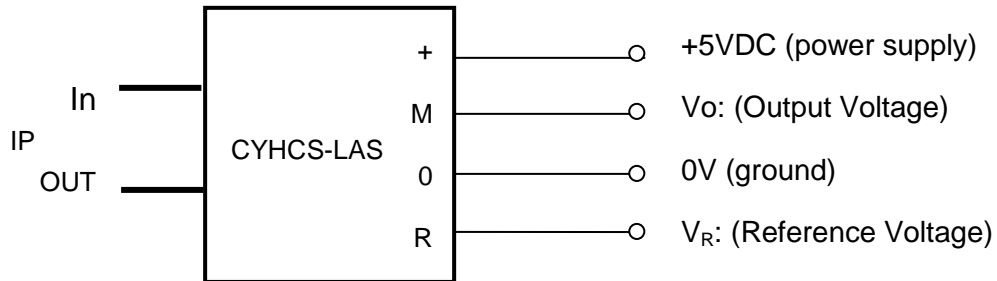 + +5VDC (power supply)
In M Vo: (Output Voltage)
IP CYHCS-LAS
OUT 0 0V (ground)
R VR: (Reference Voltage)